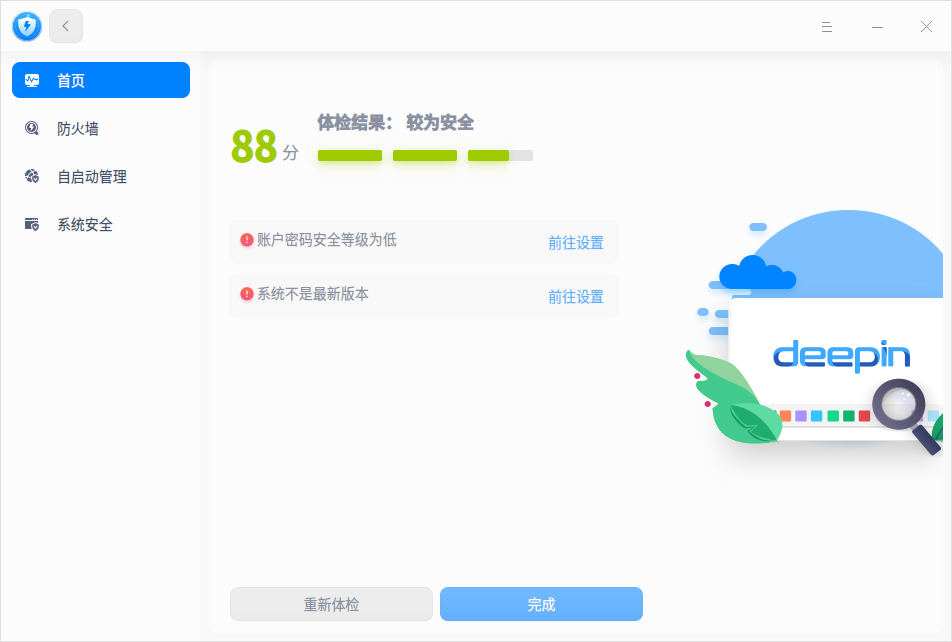 首页
防火墙
自启动管理
系统安全
体检结果： 较为安全
88 分
账户密码安全等级为低
前往设置
系统不是最新版本
前往设置
deepin
重新体检
完成